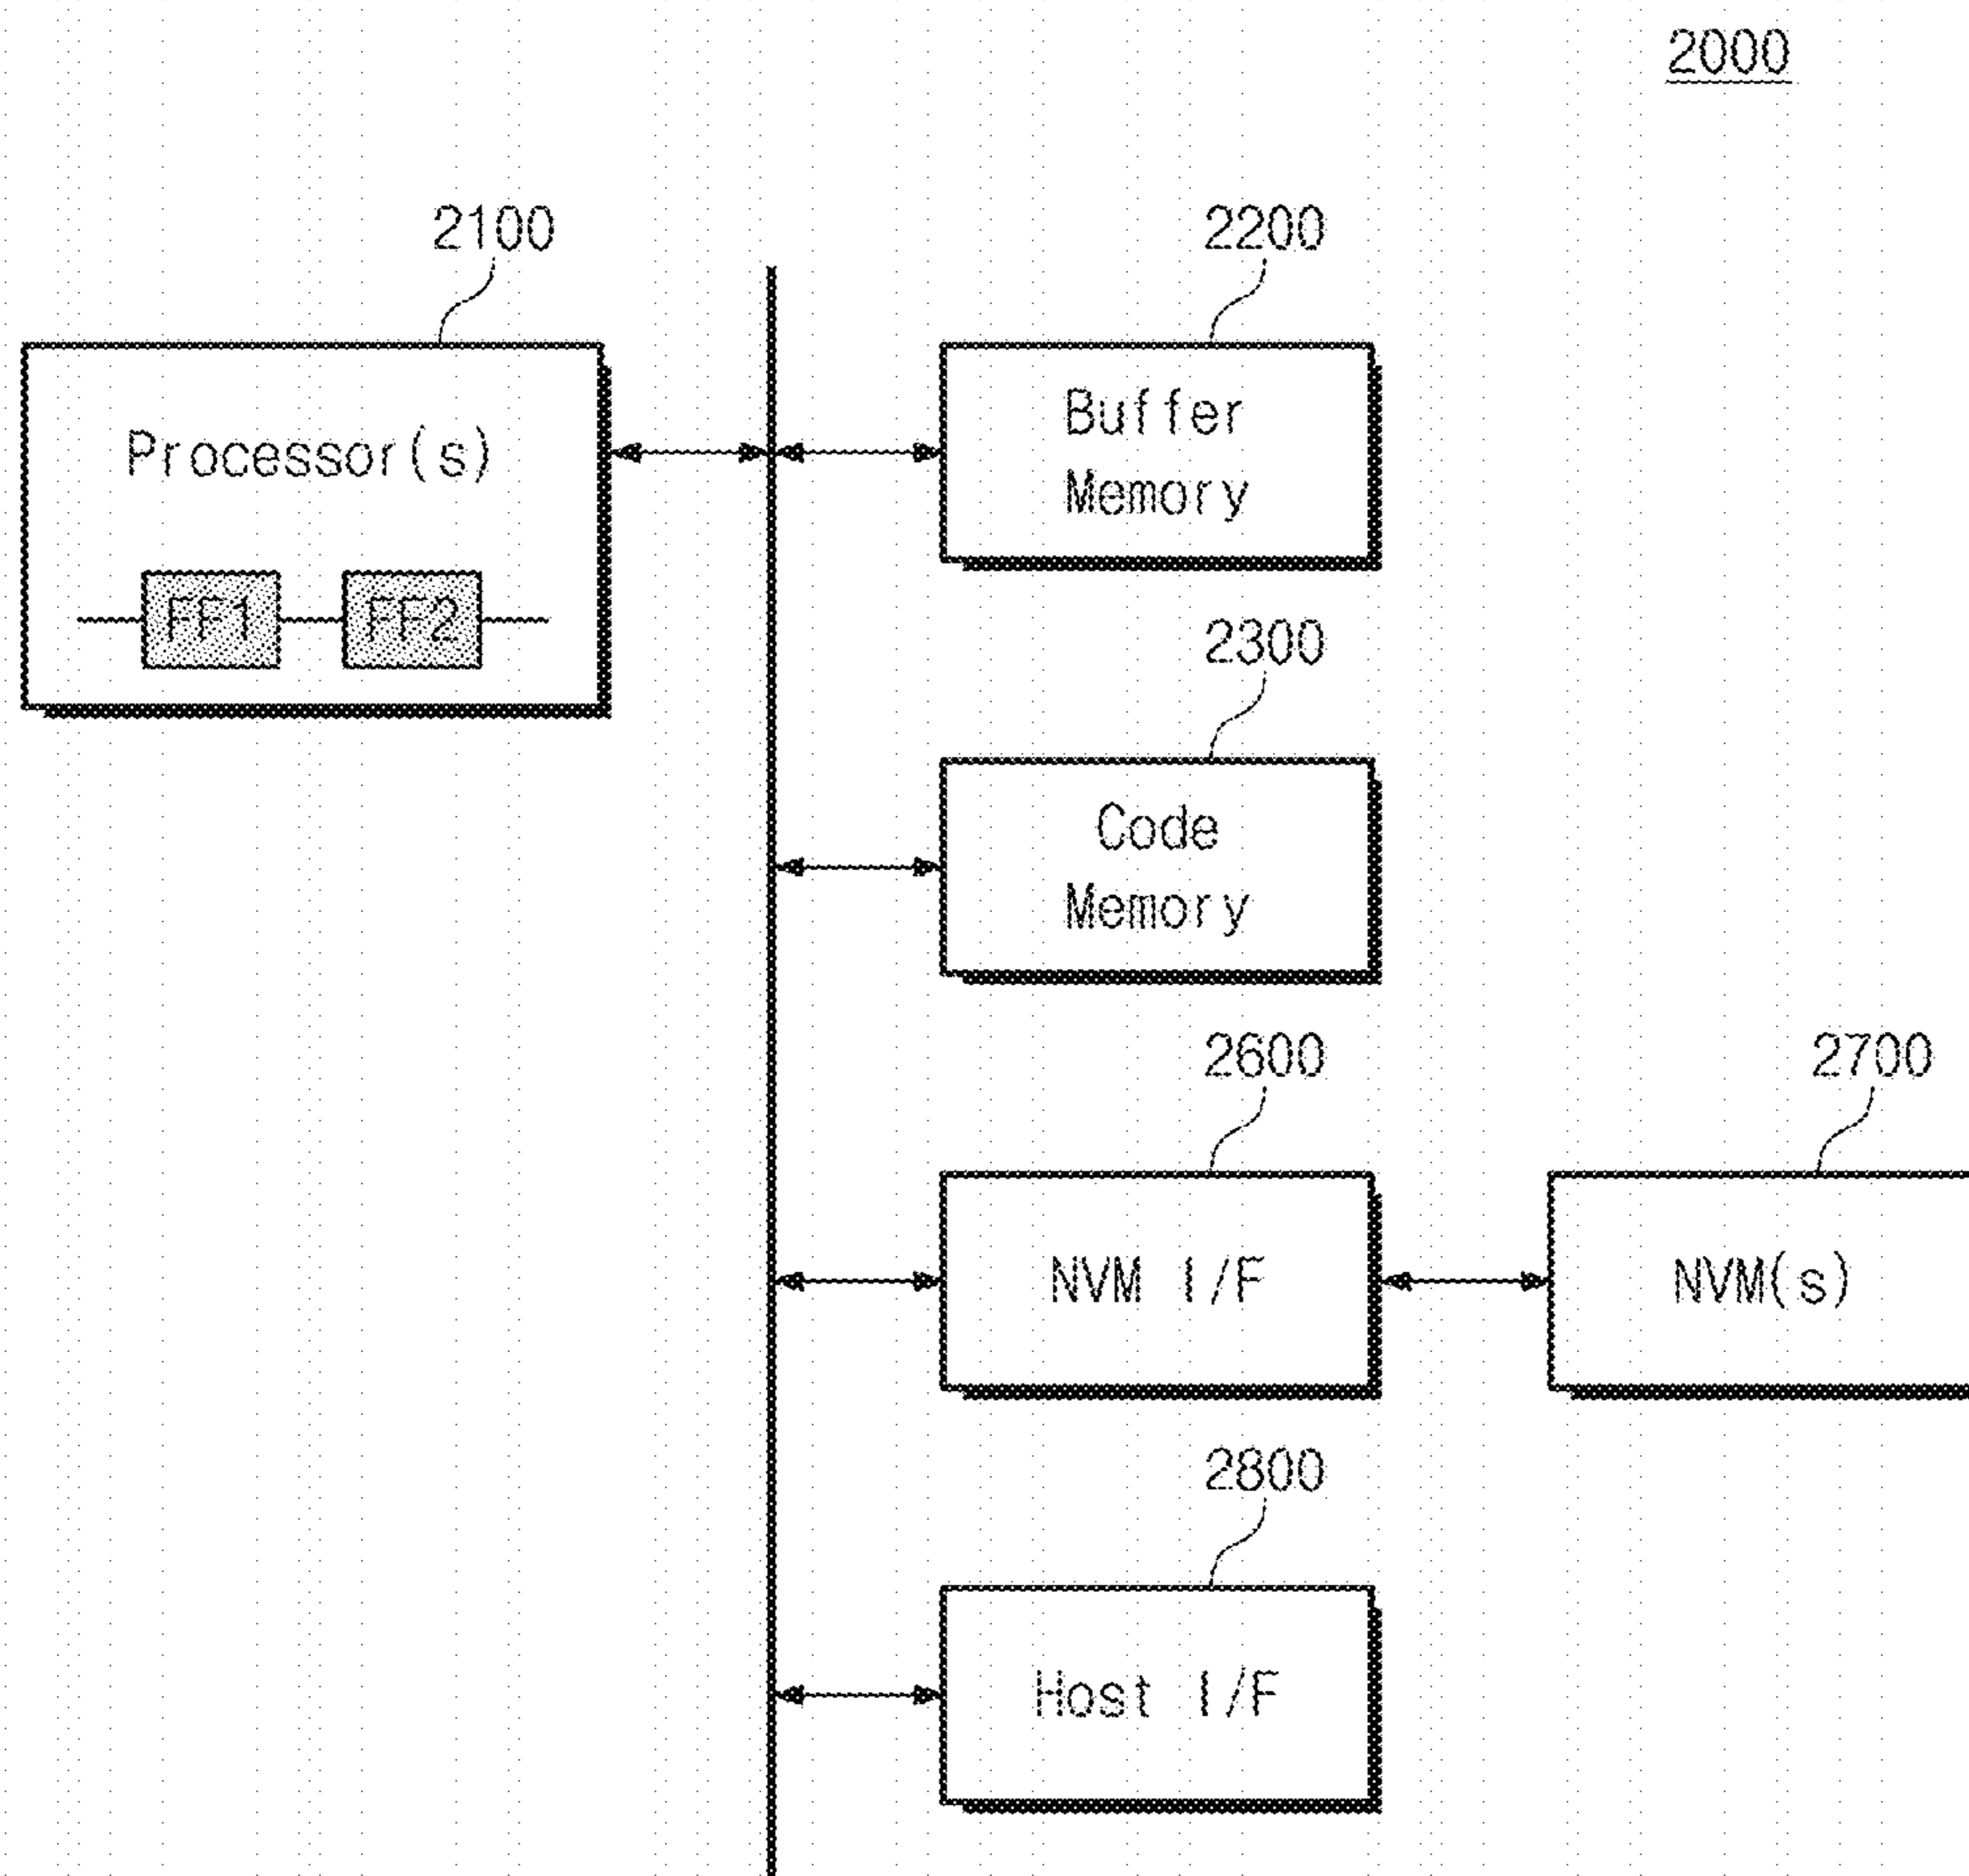 2000
2100
2200
Processor(s)
Buffer
Memory
FF1
FF2
2300
Code
Memory
2600
2700
NVM I/F
NVM(s)
2800
Host I/F